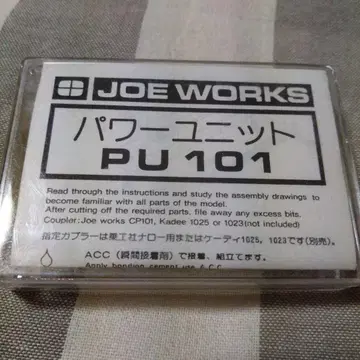 JOE WORKS
パワーユニット
PU 101
Read through the instructions and study the assembly drawings to
become familiar with all parts of the model.
After cutting off the required parts, file away any excess bits.
Coupler: Joe works CP101, Kadee 1025 or 1023(not included)
指定カプラーは乗工社ナロー用またはケーディ1025, 1023です(別売)。
ACC(瞬間接着剤)で接着、組立てます。